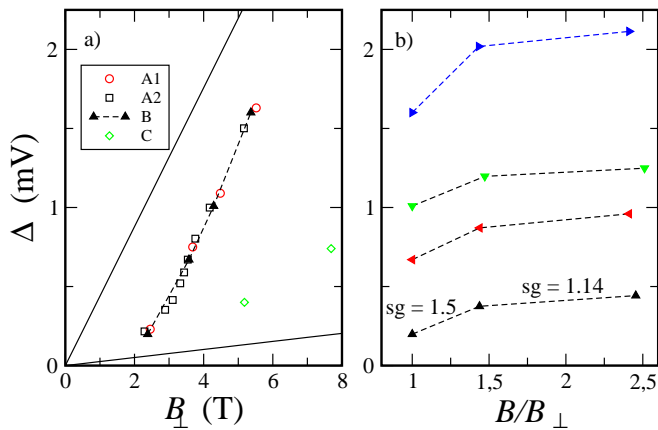 a)
A1
A2
B
C
2
1
0
Δ (mV)
0
2
4
6
8
B⊥ (T)
b)
sg = 1.5
sg = 1.14
2
1
0
1
1,5
2
2,5
B/B⊥